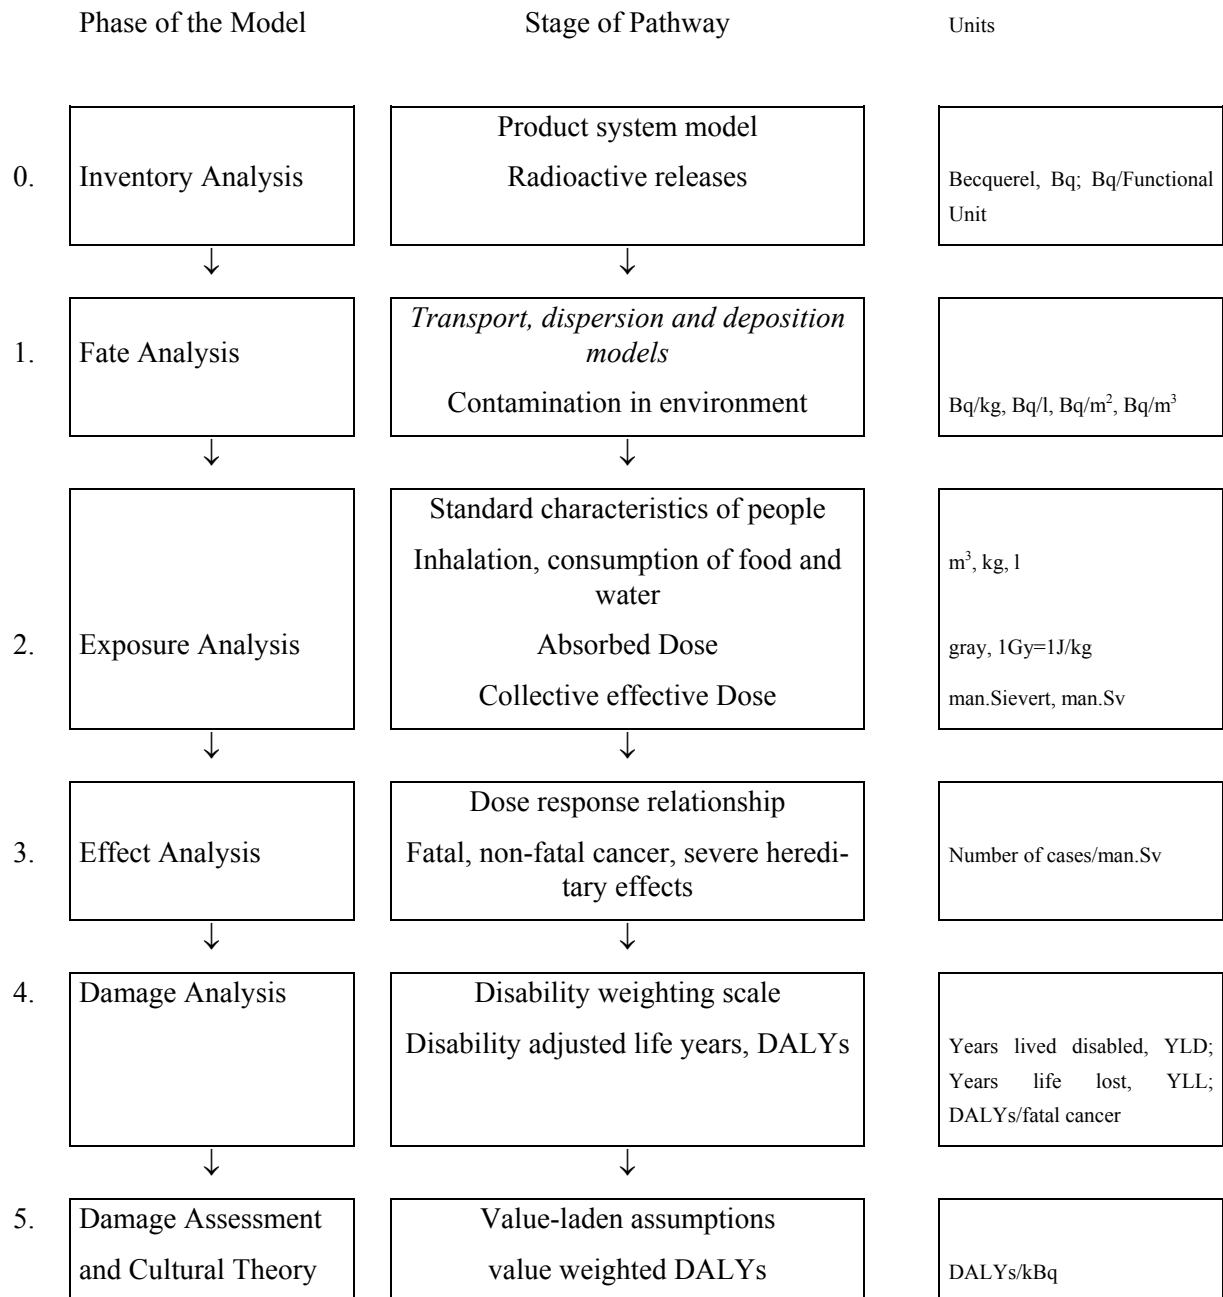 Phase of the Model Stage of Pathway Units
Product system model
0. Inventory Analysis Radioactive releases Becquerel, Bq; Bq/Functional
Unit
↓ ↓
Transport, dispersion and deposition
1. Fate Analysis models
Contamination in environment Bq/kg, Bq/l, Bq/m², Bq/m³
↓ ↓
Standard characteristics of people
Inhalation, consumption of food and m³, kg, l
water
2. Exposure Analysis Absorbed Dose gray, 1Gy=1J/kg
Collective effective Dose man.Sievert, man.Sv
↓ ↓
Dose response relationship
3. Effect Analysis Fatal, non-fatal cancer, severe heredi- Number of cases/man.Sv
tary effects
↓ ↓
4. Damage Analysis Disability weighting scale
Disability adjusted life years, DALYs Years lived disabled, YLD;
Years life lost, YLL;
DALYs/fatal cancer
↓ ↓
5. Damage Assessment Value-laden assumptions
and Cultural Theory value weighted DALYs DALYs/kBq